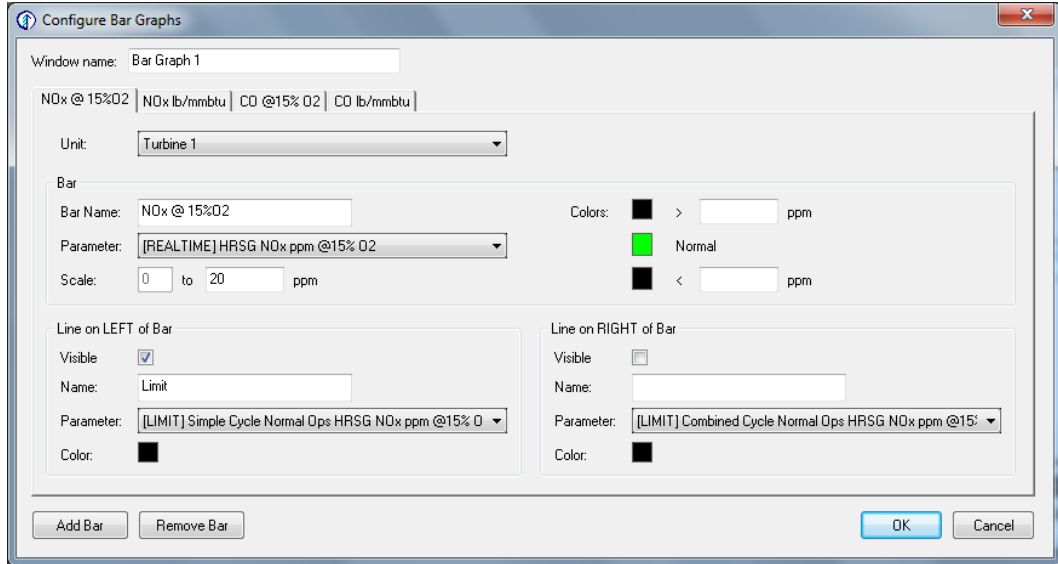 Configure Bar Graphs
Window name: Bar Graph 1
NOx @ 15%O2 NOx lb/mmbtu CO @15% O2 CO lb/mmbtu
Unit: Turbine 1
Bar
Bar Name: NOx @ 15%O2 Colors: > ppm
Parameter: [REALTIME] HRSG NOx ppm @15% O2 Normal
Scale: 0 to 20 ppm < ppm
Line on LEFT of Bar Line on RIGHT of Bar
Visible Visible
Name: Limit Name:
Parameter: [LIMIT] Simple Cycle Normal Ops HRSG NOx ppm @15% O Parameter: [LIMIT] Combined Cycle Normal Ops HRSG NOx ppm @15:
Color: Color:
Add Bar Remove Bar OK Cancel